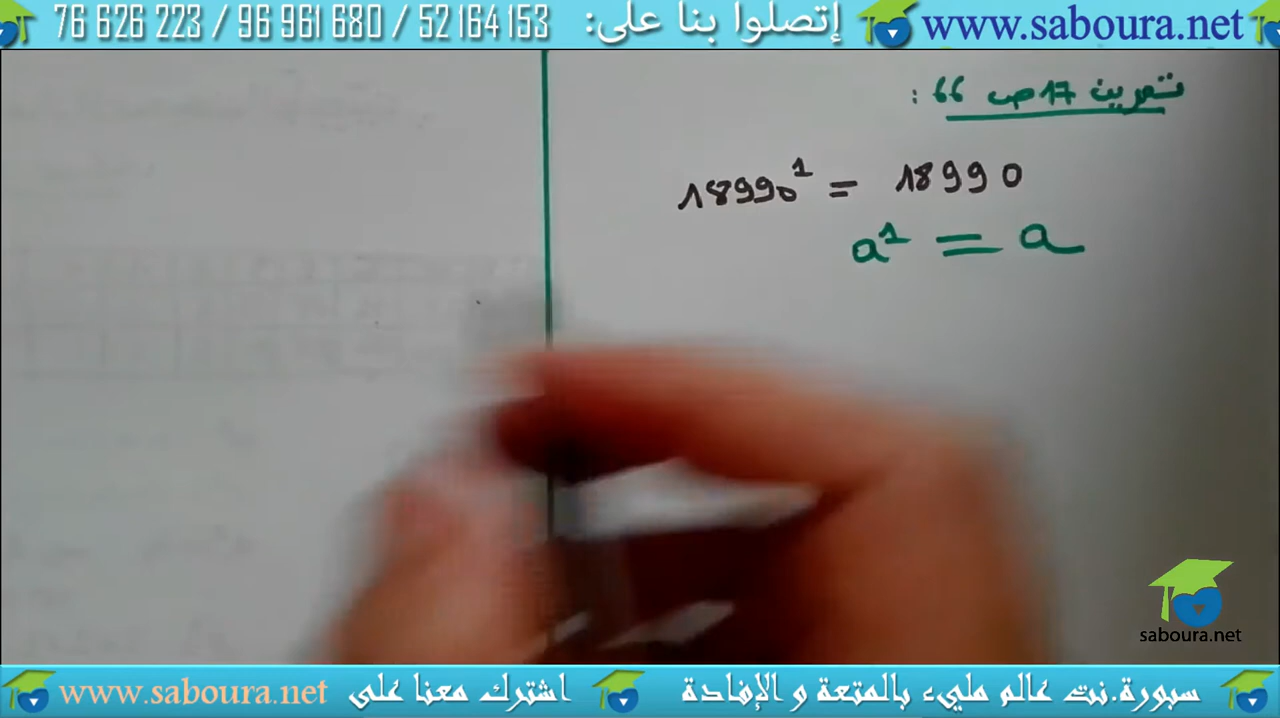 76 626 223 / 96 961 680 / 52 164 153 إتصلوا بنا على: www.saboura.net
تمرين 17 ص 66 :
18990¹ = 18990
a¹ = a
saboura.net
سبورة.نت عالم مليء بالمتعة و الإفادة اشترك معنا على www.saboura.net